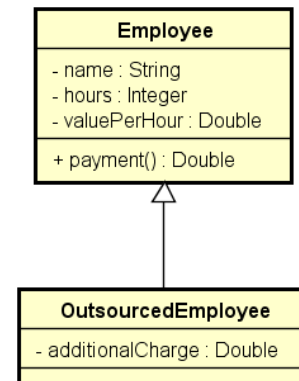 Employee
- name : String
- hours : Integer
- valuePerHour : Double
+ payment() : Double
OutsourcedEmployee
- additionalCharge : Double